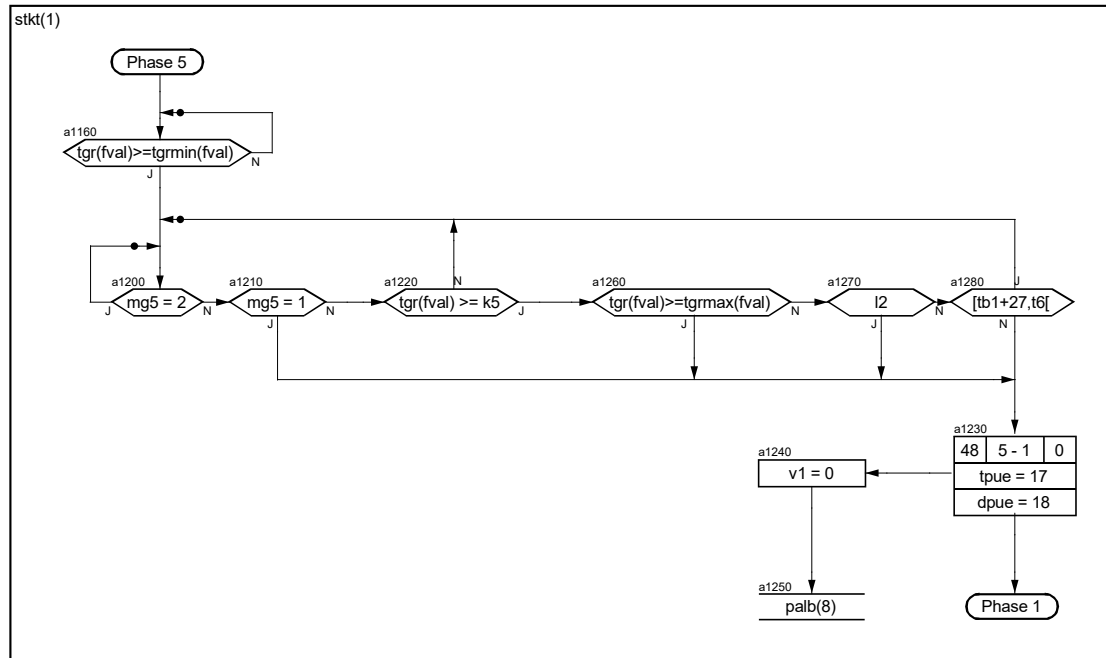 stkt(1)
Phase 5
a1160
tgr(fval)>=tgrmin(fval)
N
J
a1200
mg5 = 2
J
N
a1210
mg5 = 1
N
J
a1220
N
tgr(fval) >= k5
J
a1260
tgr(fval)>=tgrmax(fval)
N
J
a1270
l2
N
J
a1280
J
[tb1+27,t6[
N
a1230
48 5 - 1 0
tpue = 17
dpue = 18
a1240
v1 = 0
a1250
palb(8)
Phase 1